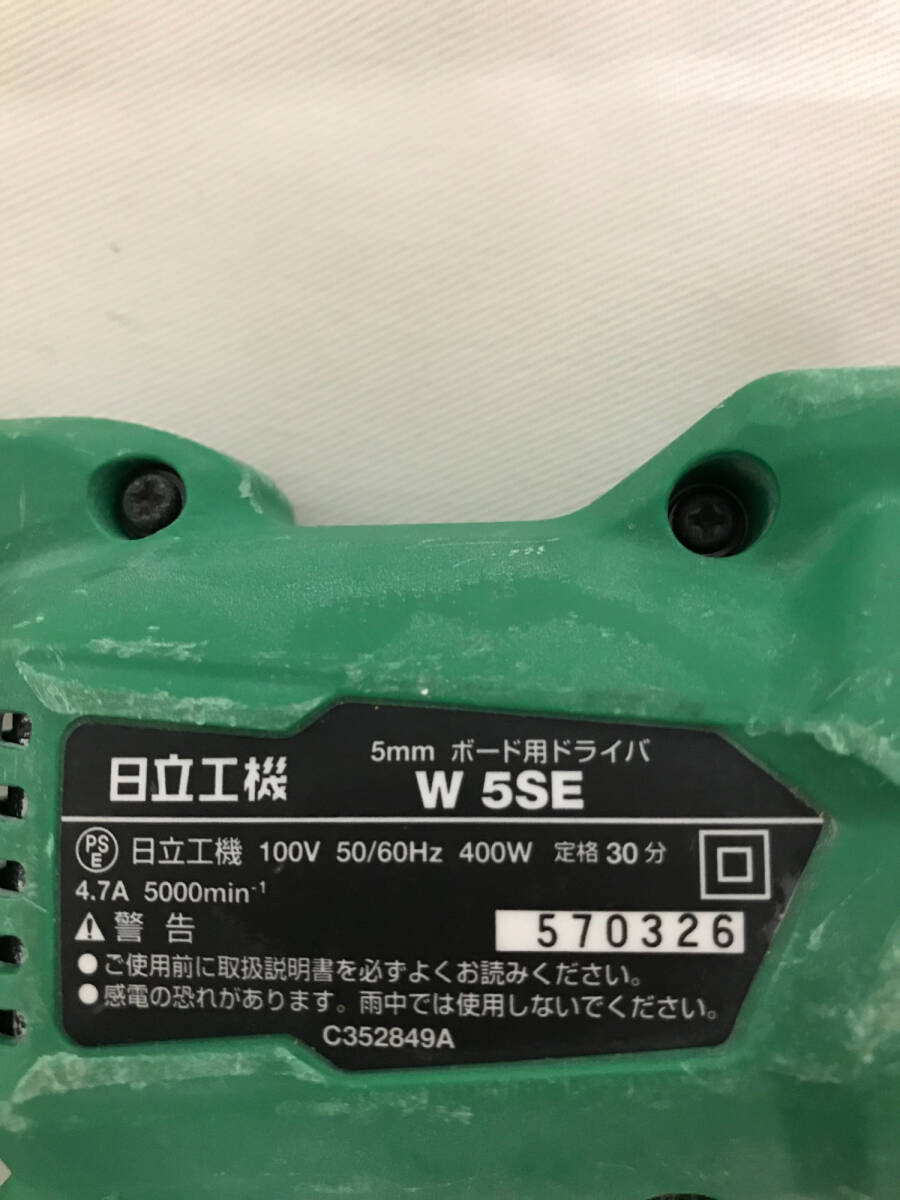 日立工機
5mm ボード用ドライバ
W 5SE
PS
E
日立工機 100V 50/60Hz 400W 定格 30 分
4.7A 5000min⁻¹
警告
570326
●ご使用前に取扱説明書を必ずよくお読みください。
●感電の恐れがあります。雨中では使用しないでください。
C352849A